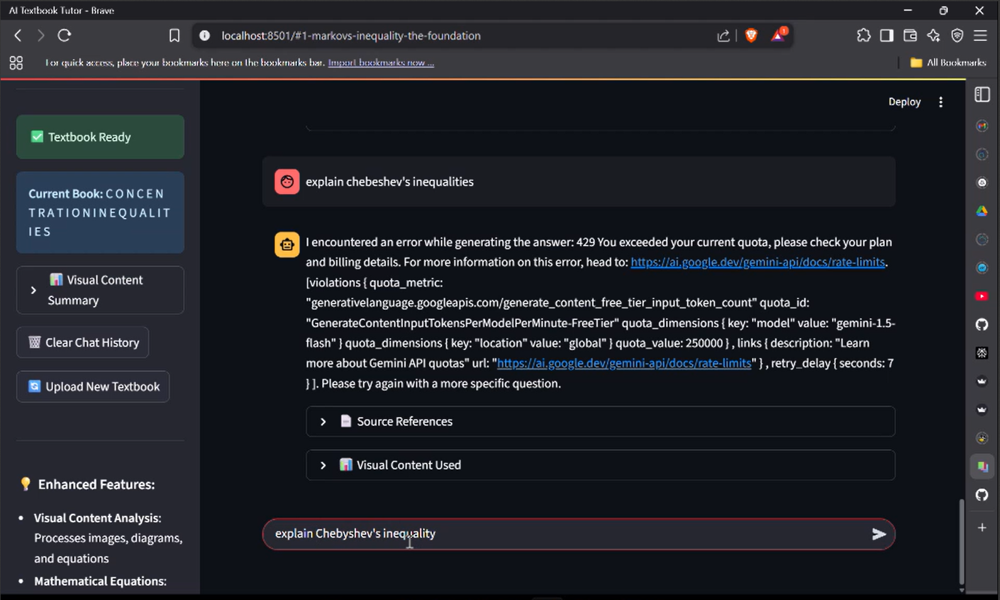 AI Textbook Tutor - Brave
localhost:8501/#1-markovs-inequality-the-foundation
1
For quick access, place your bookmarks here on the bookmarks bar. Import bookmarks now ...
All Bookmarks
Deploy
Textbook Ready
Current Book: C O N C E N
T R A T I O N I N E Q U A L I T
I E S
Visual Content
Summary
Clear Chat History
Upload New Textbook
Enhanced Features:
• Visual Content Analysis:
Processes images, diagrams,
and equations
• Mathematical Equations:
explain chebeshev's inequalities
I encountered an error while generating the answer: 429 You exceeded your current quota, please check your plan
and billing details. For more information on this error, head to: https://ai.google.dev/gemini-api/docs/rate-limits.
[violations { quota_metric:
"generativelanguage.googleapis.com/generate_content_free_tier_input_token_count" quota_id:
"GenerateContentInputTokensPerModelPerMinute-FreeTier" quota_dimensions { key: "model" value: "gemini-1.5-
flash" } quota_dimensions { key: "location" value: "global" } quota_value: 250000 } , links { description: "Learn
more about Gemini API quotas" url: "https://ai.google.dev/gemini-api/docs/rate-limits" } , retry_delay { seconds: 7
} ]. Please try again with a more specific question.
Source References
Visual Content Used
explain Chebyshev's inequality